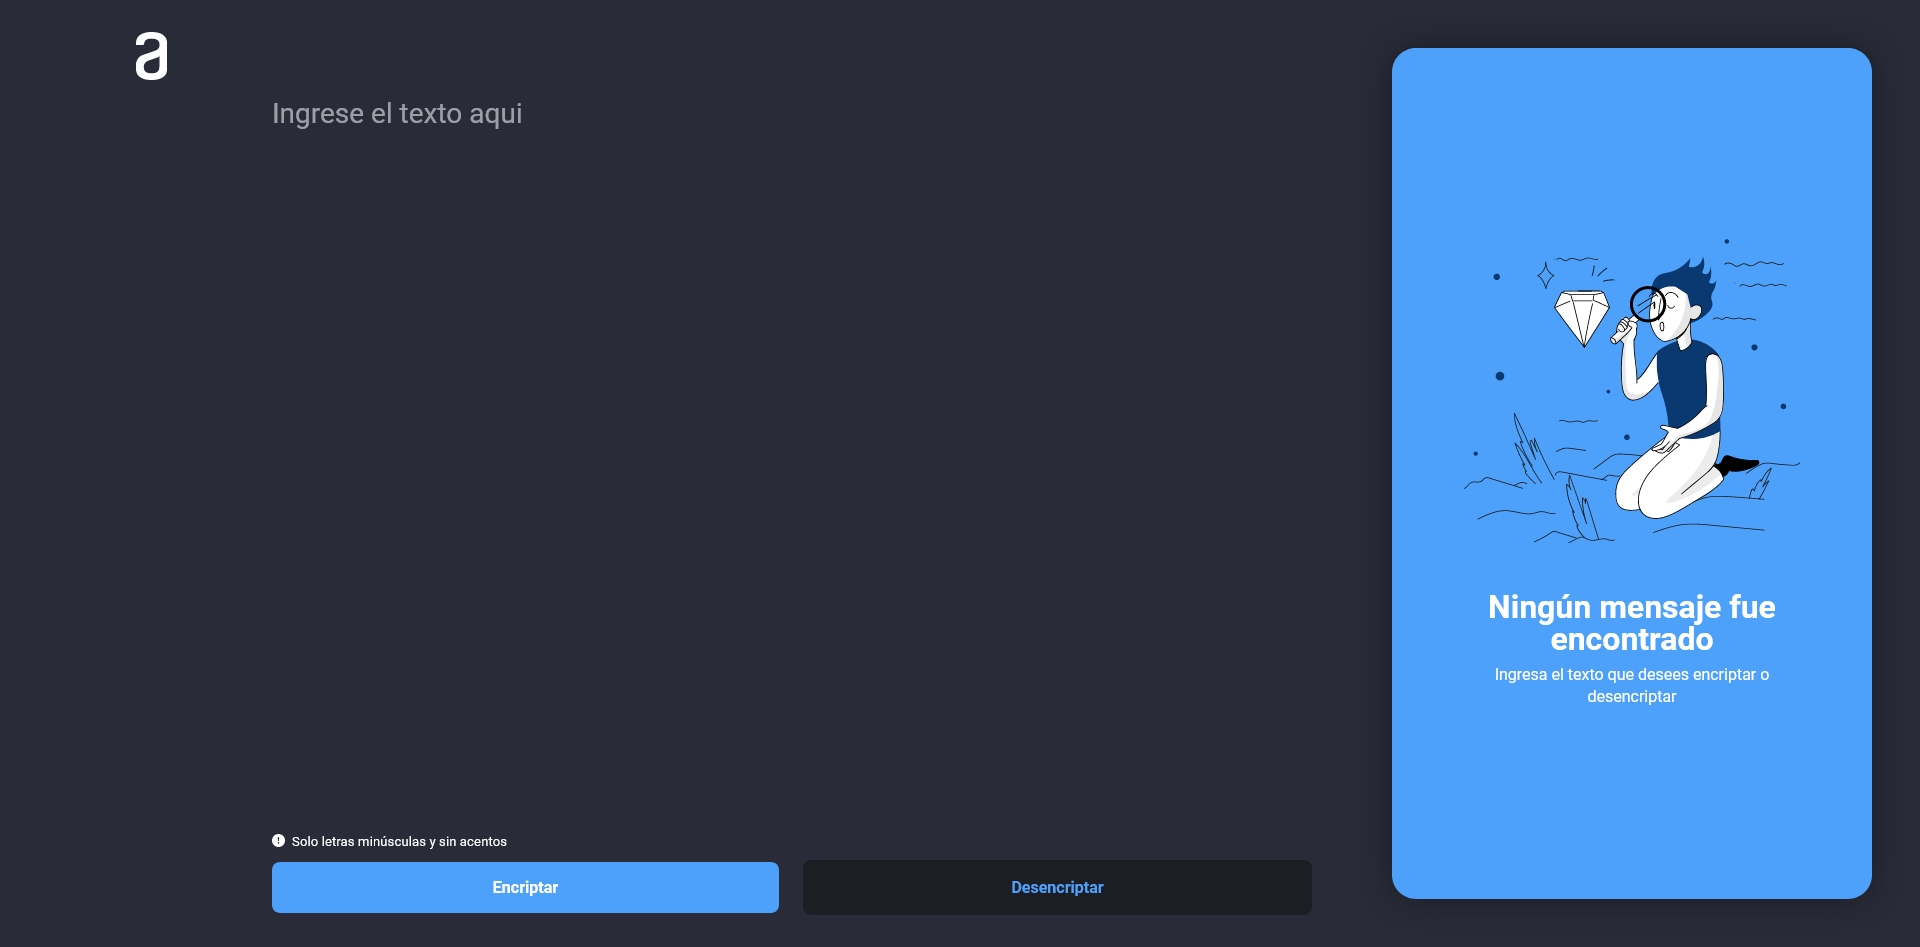 a
Ingrese el texto aqui
Solo letras minúsculas y sin acentos
Encriptar
Desencriptar
Ningún mensaje fue
encontrado
Ingresa el texto que desees encriptar o
desencriptar